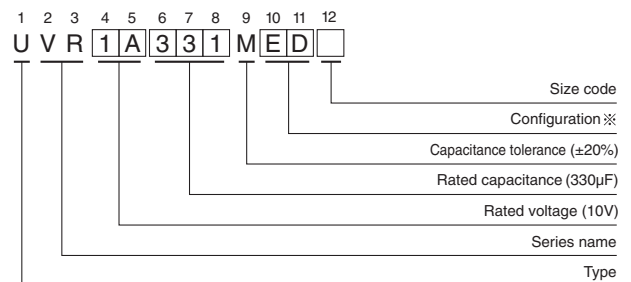 1 2 3 4 5 6 7 8 9 10 11 12
U V R 1 A 3 3 1 M E D
Size code
Configuration※
Capacitance tolerance (±20%)
Rated capacitance (330µF)
Rated voltage (10V)
Series name
Type